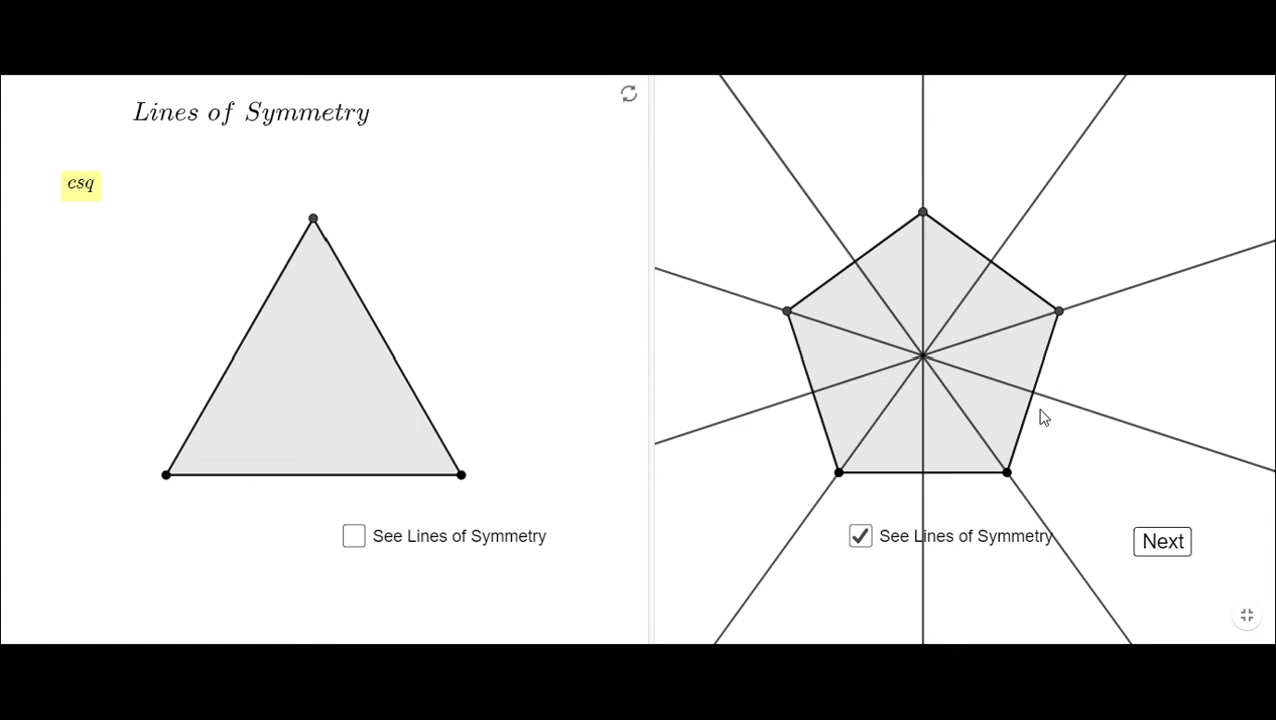 Lines of Symmetry
csq
See Lines of Symmetry
See Lines of Symmetry
Next